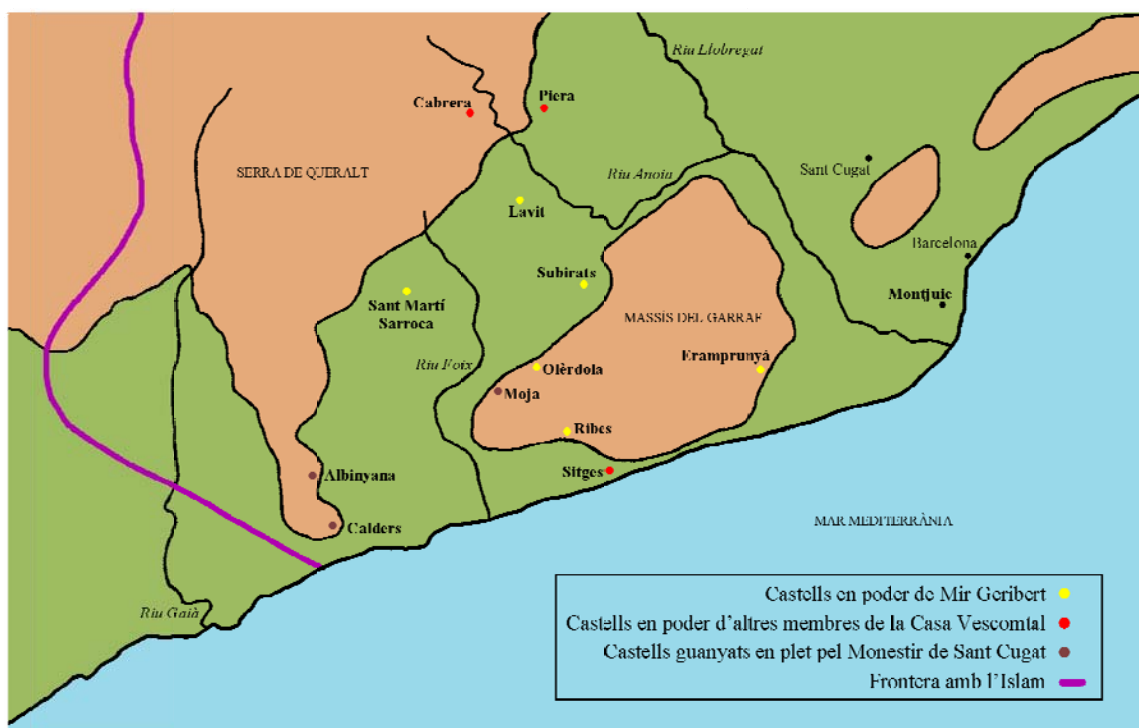 Riu Llobregat
Cabrera
Piera
SERRA DE QUERALT
Riu Anoia
Sant Cugat
Lavit
Barcelona
Subirats
Montjuic
Sant Martí
Sarroca
MASSÍS DEL GARRAF
Riu Foix
Eramprunyà
Olèrdola
Moja
Ribes
Sitges
Albinyana
Calders
MAR MEDITERRÀNIA
Riu Gaià
Castells en poder de Mir Geribert
Castells en poder d'altres membres de la Casa Vescomtal
Castells guanyats en plet pel Monestir de Sant Cugat
Frontera amb l'Islam